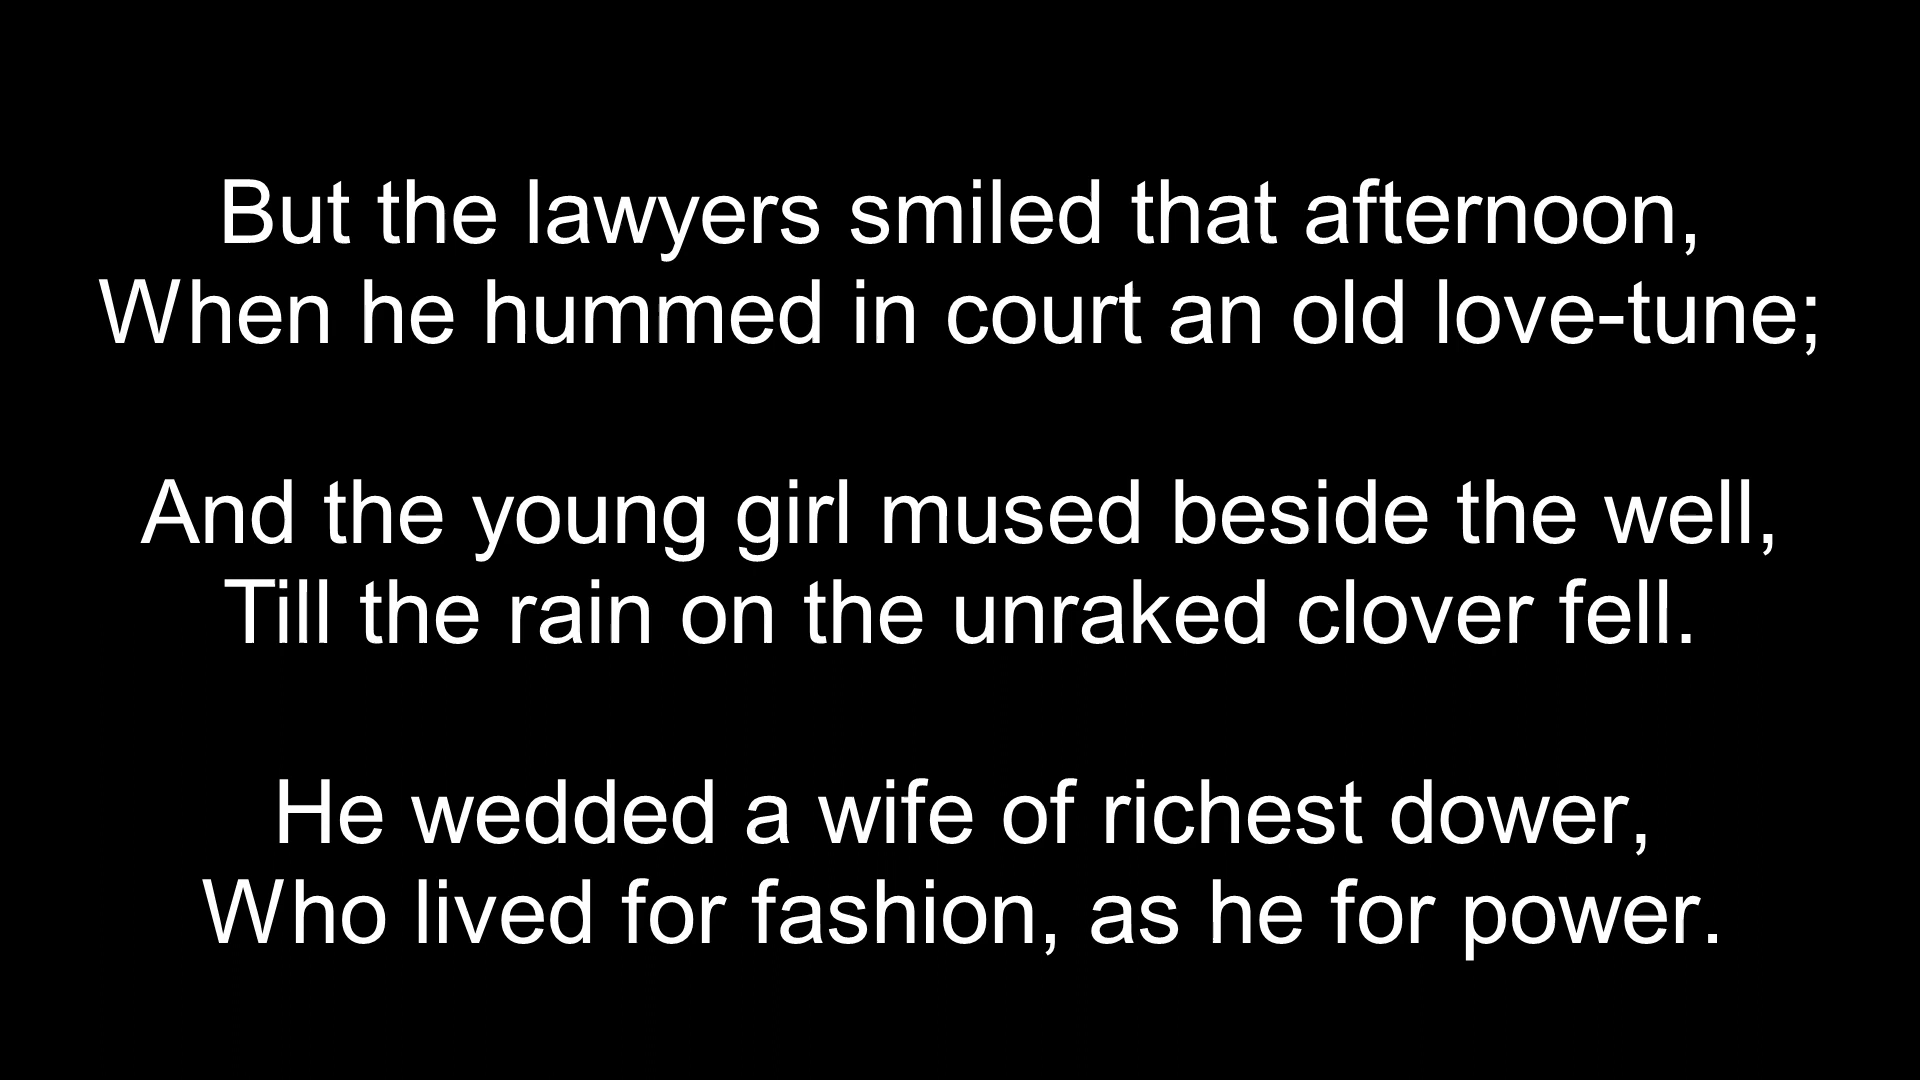 But the lawyers smiled that afternoon,
When he hummed in court an old love-tune;
And the young girl mused beside the well,
Till the rain on the unraked clover fell.
He wedded a wife of richest dower,
Who lived for fashion, as he for power.